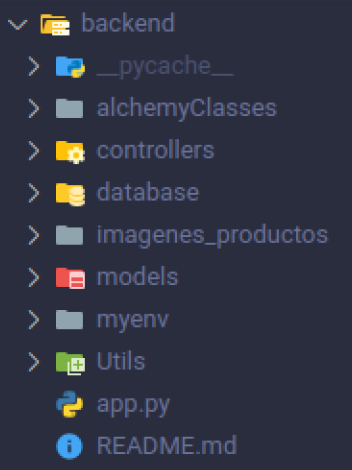 backend
__pycache__
alchemyClasses
controllers
database
imagenes_productos
models
myenv
Utils
app.py
README.md